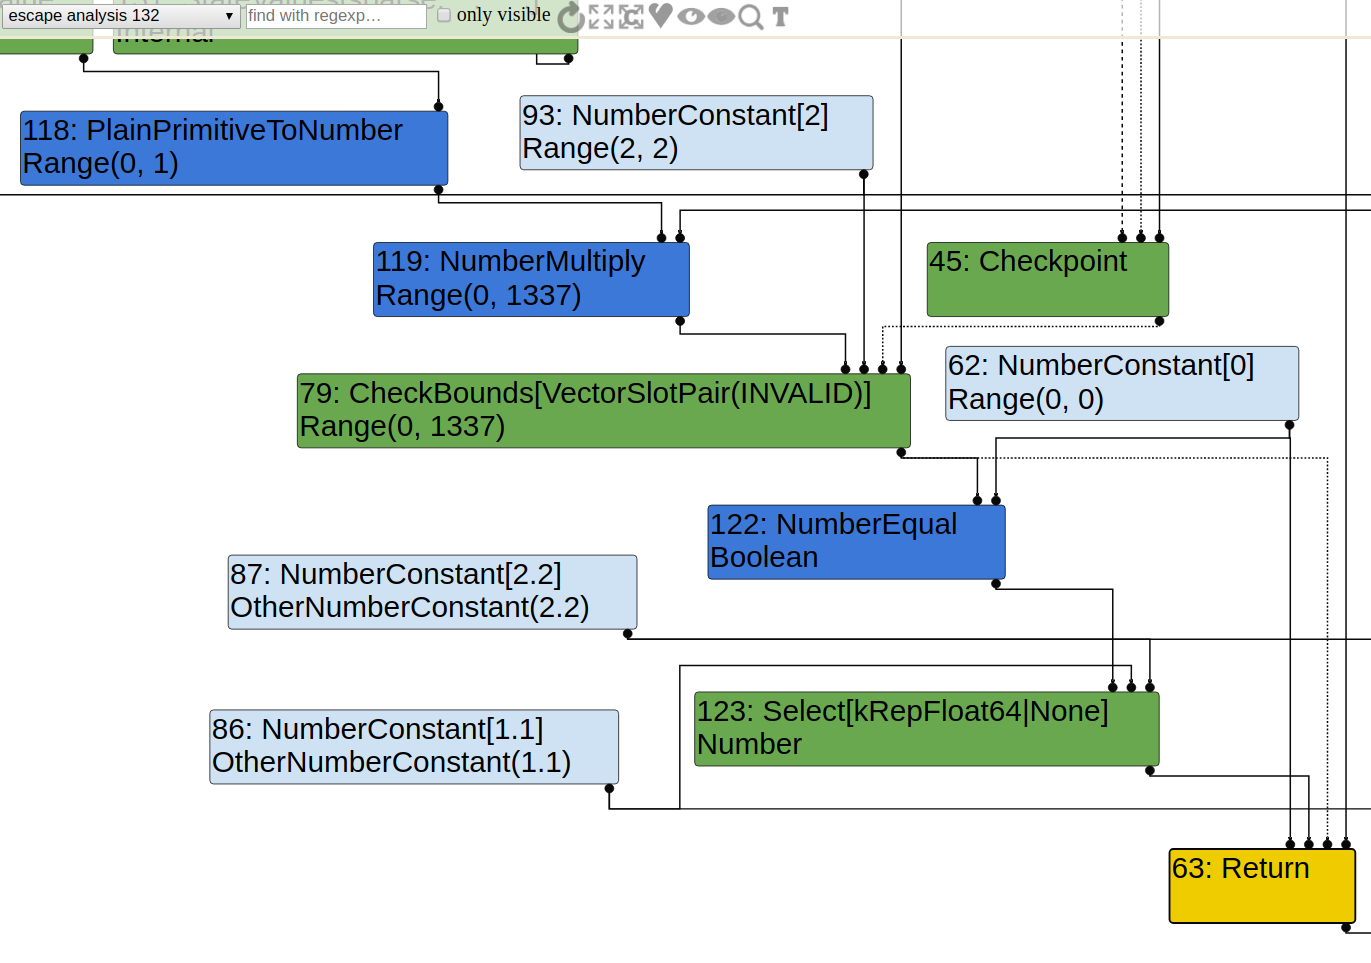 escape analysis 132
find with regexp…
only visible
Internal
118: PlainPrimitiveToNumber
Range(0, 1)
93: NumberConstant[2]
Range(2, 2)
119: NumberMultiply
Range(0, 1337)
45: Checkpoint
79: CheckBounds[VectorSlotPair(INVALID)]
Range(0, 1337)
62: NumberConstant[0]
Range(0, 0)
122: NumberEqual
Boolean
87: NumberConstant[2.2]
OtherNumberConstant(2.2)
123: Select[kRepFloat64|None]
Number
86: NumberConstant[1.1]
OtherNumberConstant(1.1)
63: Return